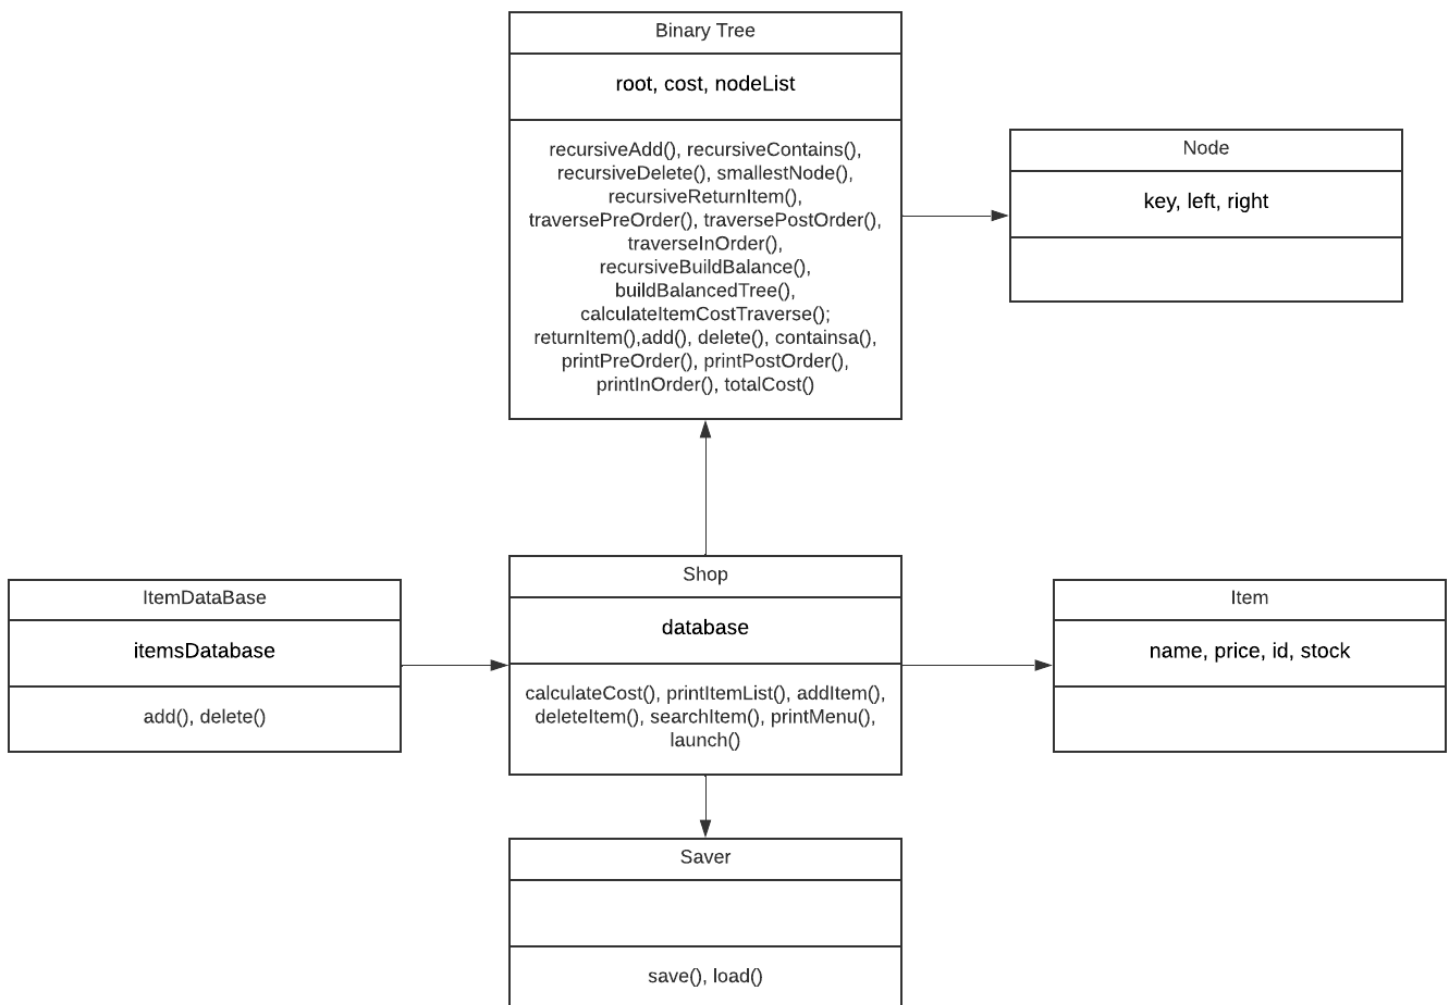 Binary Tree
root, cost, nodeList
recursiveAdd(), recursiveContains(),
recursiveDelete(), smallestNode(),
recursiveReturnItem(),
traversePreOrder(), traversePostOrder(),
traverseInOrder(),
recursiveBuildBalance(),
buildBalancedTree(),
calculateItemCostTraverse;
returnItem(),add(), delete(), containsa(),
printPreOrder(), printPostOrder(),
printInOrder(), totalCost()
Node
key, left, right
ItemDataBase
itemsDatabase
add(), delete()
Shop
database
calculateCost(), printItemList(), addItem(),
deleteItem(), searchItem(), printMenu(),
launch()
Item
name, price, id, stock
Saver
save(), load()